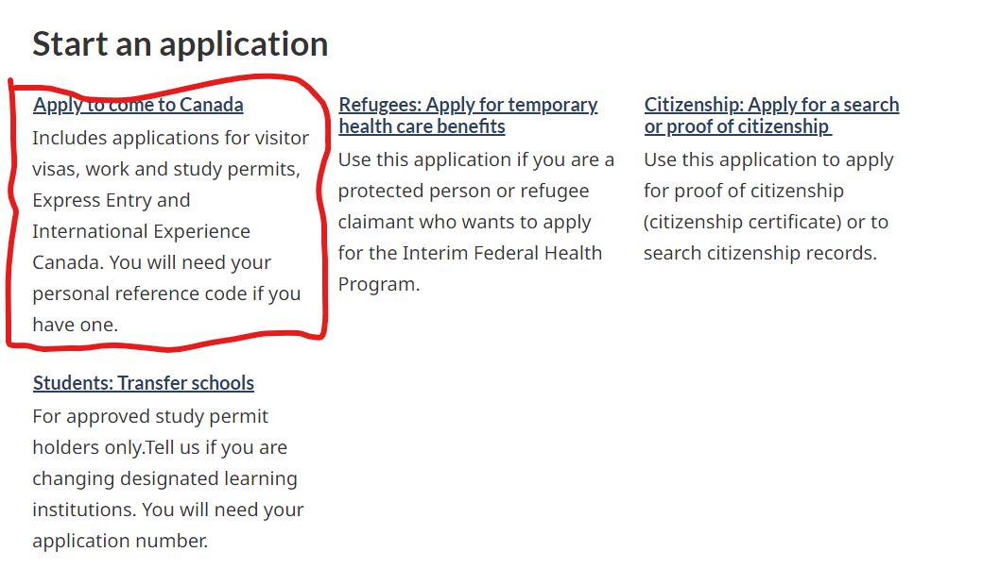 Start an application
Apply to come to Canada
Includes applications for visitor
visas, work and study permits,
Express Entry and
International Experience
Canada. You will need your
personal reference code if you
have one.
Refugees: Apply for temporary
health care benefits
Use this application if you are a
protected person or refugee
claimant who wants to apply
for the Interim Federal Health
Program.
Citizenship: Apply for a search
or proof of citizenship
Use this application to apply
for proof of citizenship
(citizenship certificate) or to
search citizenship records.
Students: Transfer schools
For approved study permit
holders only.Tell us if you are
changing designated learning
institutions. You will need your
application number.